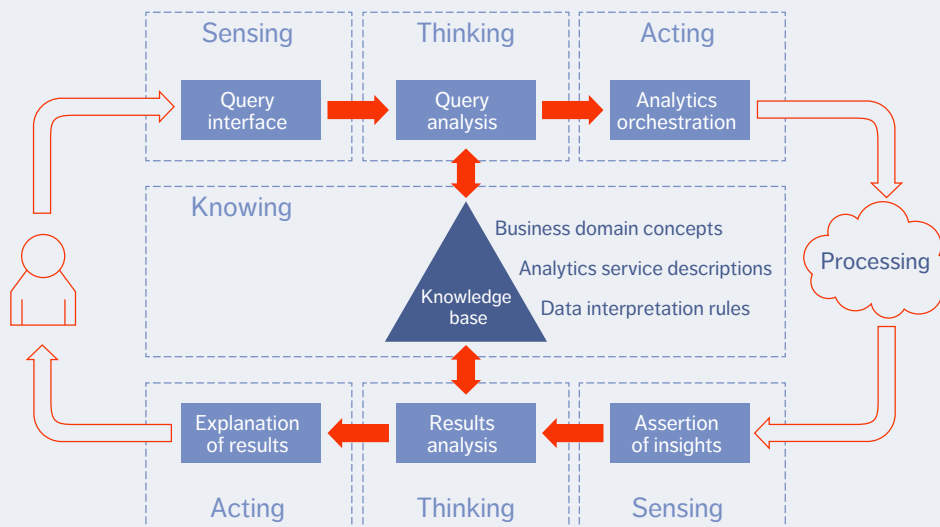 Sensing
Thinking
Acting
Query
interface
Query
analysis
Analytics
orchestration
Knowing
Business domain concepts
Analytics service descriptions
Data interpretation rules
Knowledge
base
Processing
Explanation
of results
Results
analysis
Assertion
of insights
Acting
Thinking
Sensing